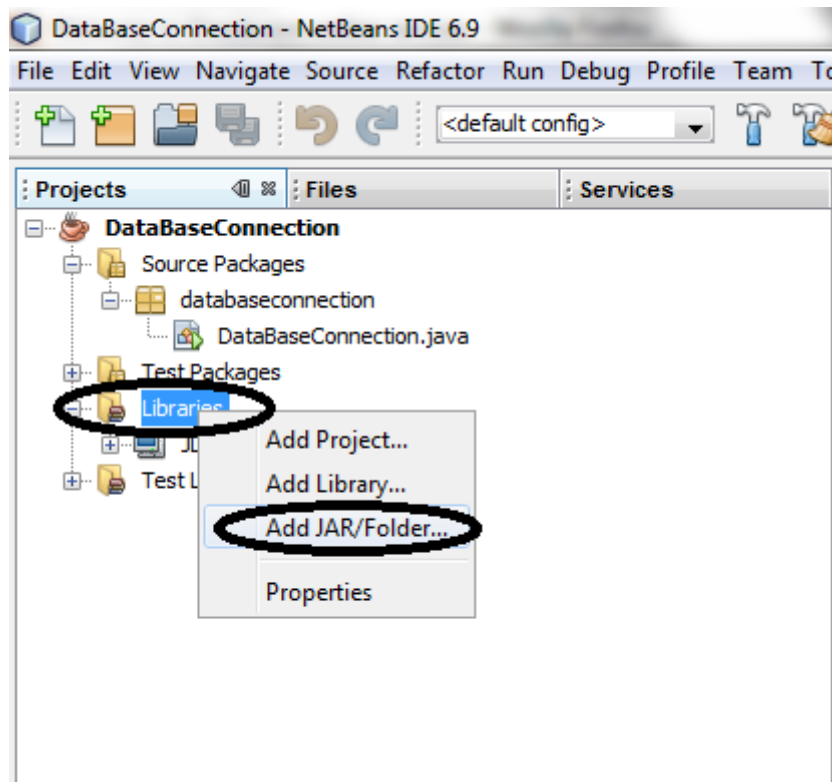 DataBaseConnection - NetBeans IDE 6.9
File Edit View Navigate Source Refactor Run Debug Profile Team
<default config>
Projects Files Services
DataBaseConnection
Source Packages
databaseconnection
DataBaseConnection.java
Test Packages
Libraries
Add Project...
Test
Add Library...
Add JAR/Folder...
Properties